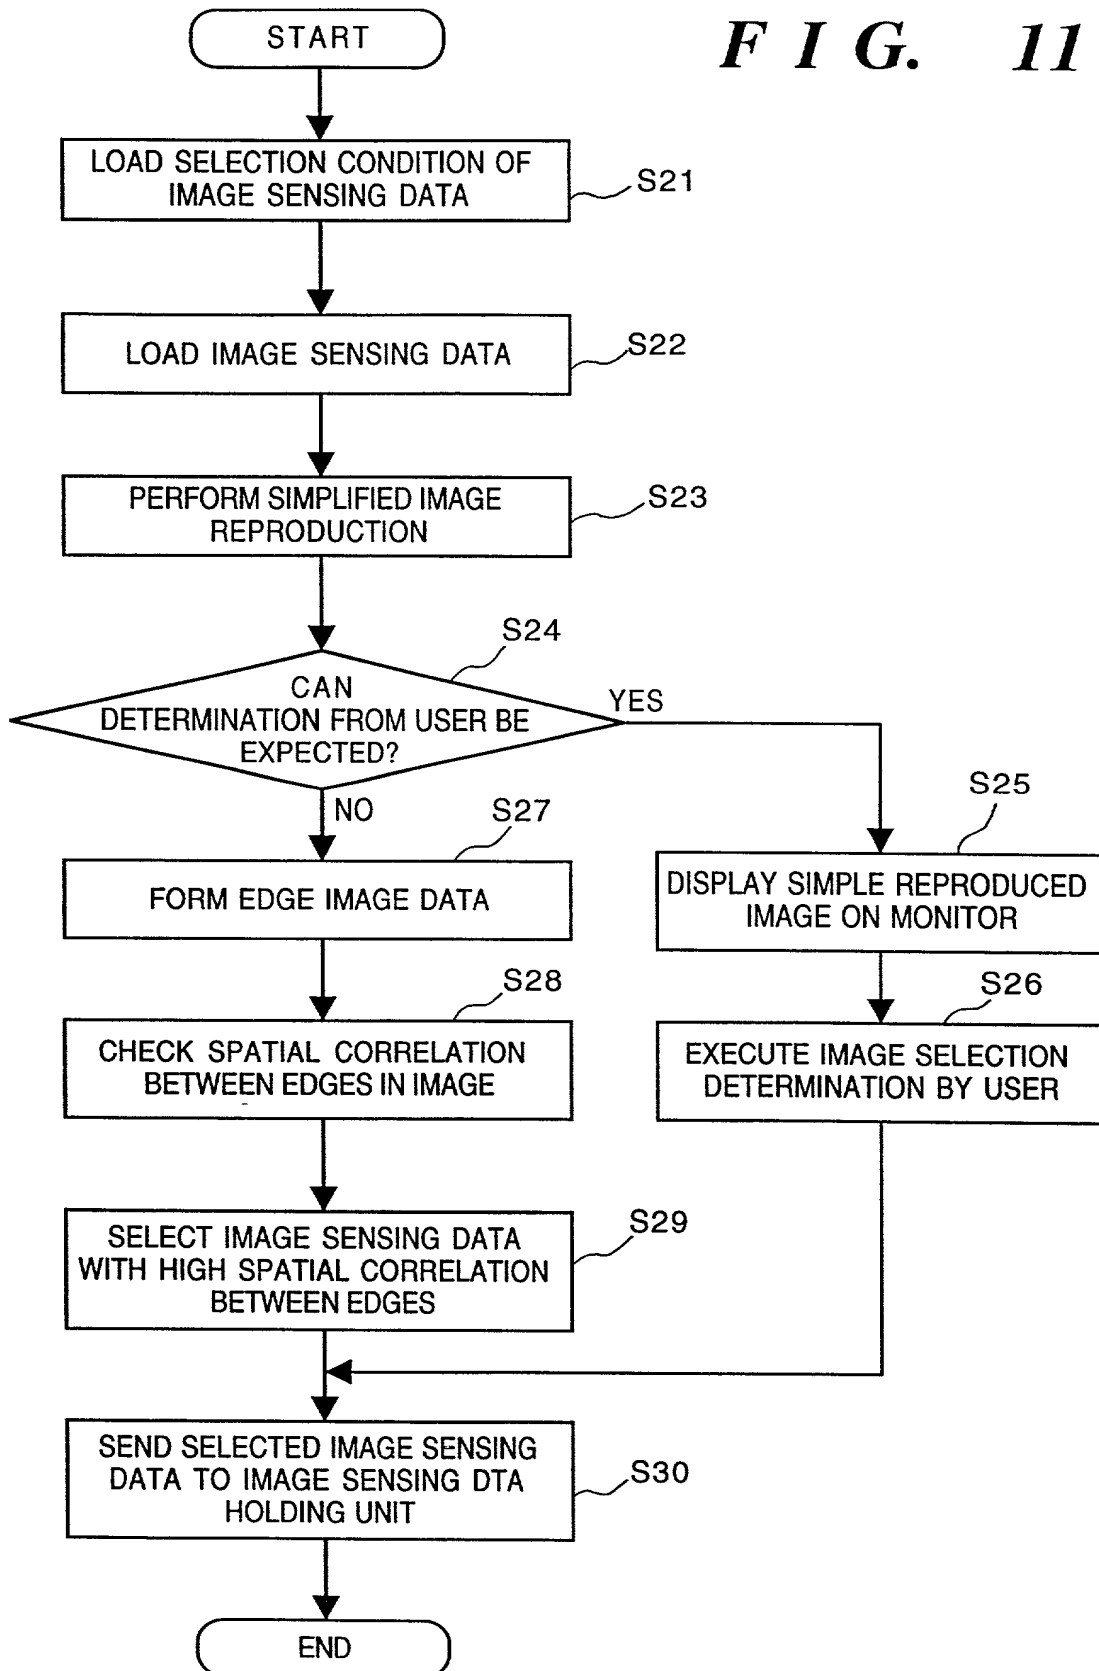 FIG. 11
START
LOAD SELECTION CONDITION OF
IMAGE SENSING DATA
S21
LOAD IMAGE SENSING DATA
S22
PERFORM SIMPLIFIED IMAGE
REPRODUCTION
S23
S24
CAN
DETERMINATION FROM USER BE
EXPECTED?
YES
NO
S25
DISPLAY SIMPLE REPRODUCED
IMAGE ON MONITOR
S26
EXECUTE IMAGE SELECTION
DETERMINATION BY USER
S27
FORM EDGE IMAGE DATA
S28
CHECK SPATIAL CORRELATION
BETWEEN EDGES IN IMAGE
SELECT IMAGE SENSING DATA
WITH HIGH SPATIAL CORRELATION
BETWEEN EDGES
S29
SEND SELECTED IMAGE SENSING
DATA TO IMAGE SENSING DTA
HOLDING UNIT
S30
END